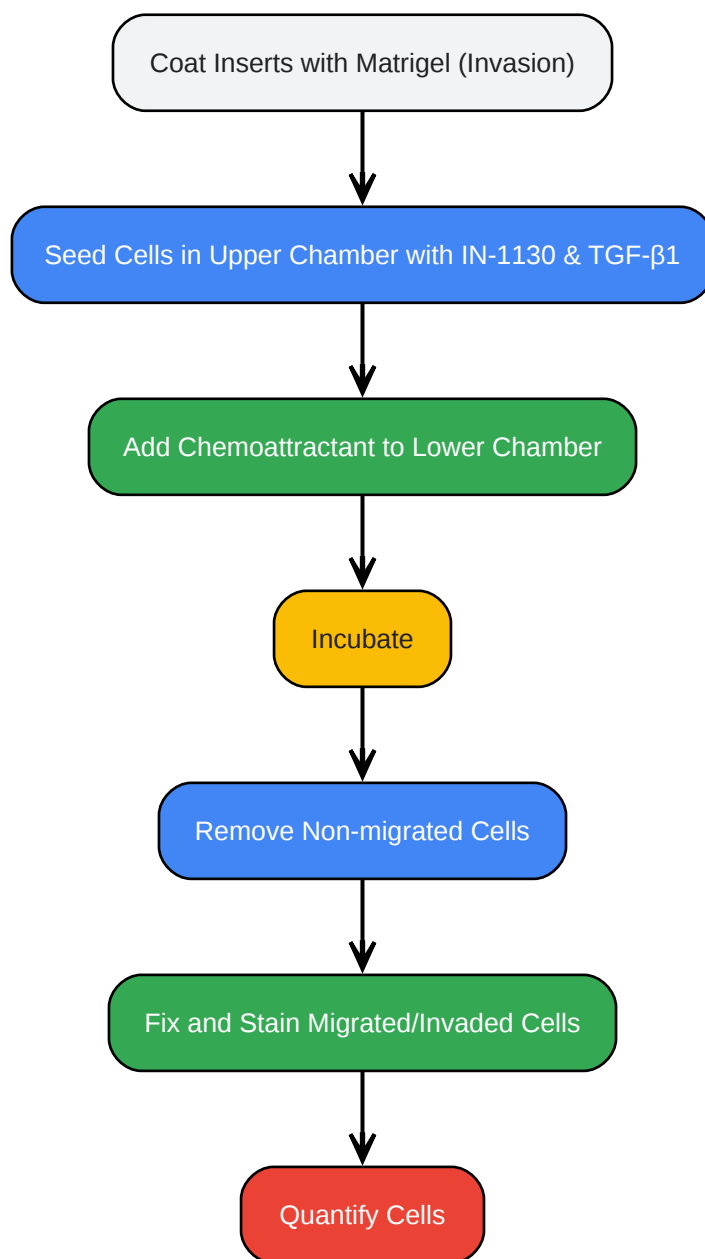 Coat Inserts with Matrigel (Invasion)
Seed Cells in Upper Chamber with IN-1130 & TGF-β1
Add Chemoattractant to Lower Chamber
Incubate
Remove Non-migrated Cells
Fix and Stain Migrated/Invaded Cells
Quantify Cells